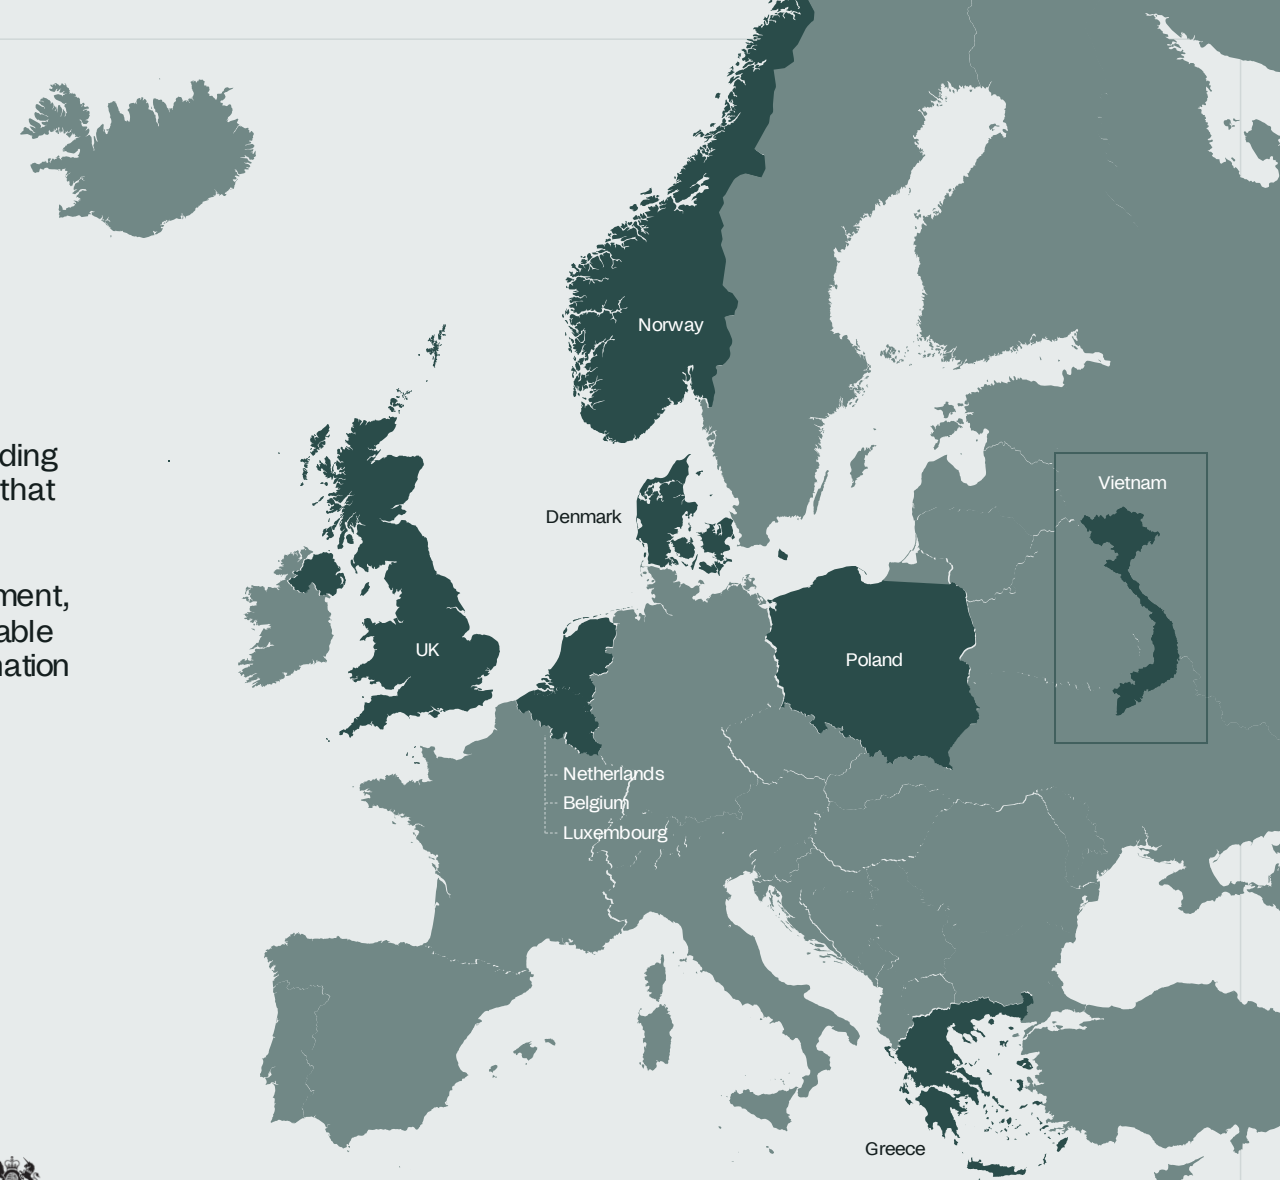 ding
that
ment,
able
nation
Norway
Denmark
UK
Poland
Vietnam
Netherlands
Belgium
Luxembourg
Greece